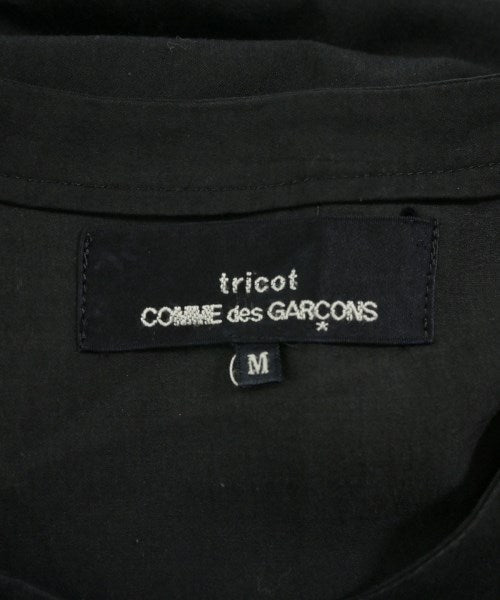 tricot
COMME des GARÇONS
*
M